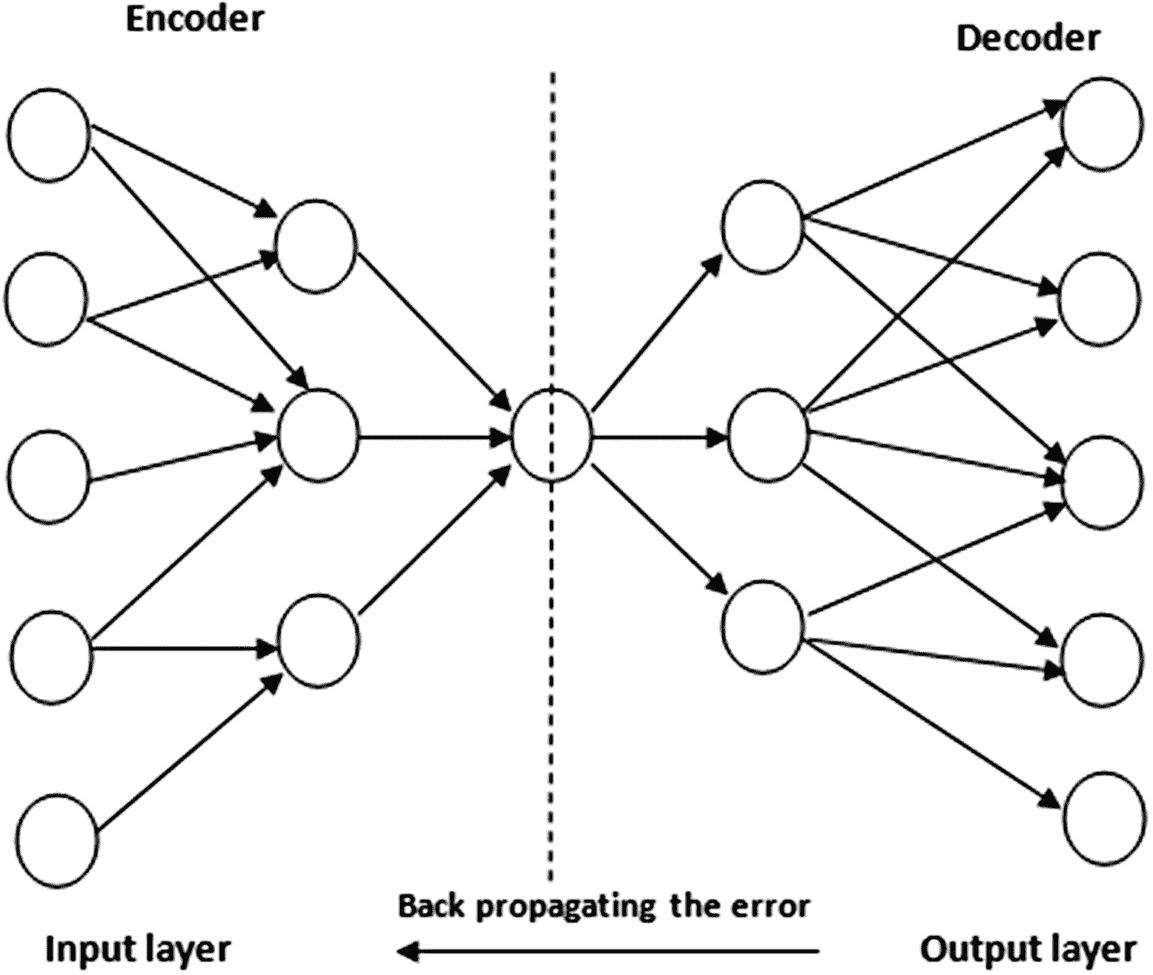 Encoder
Decoder
Back propagating the error
Input layer
Output layer